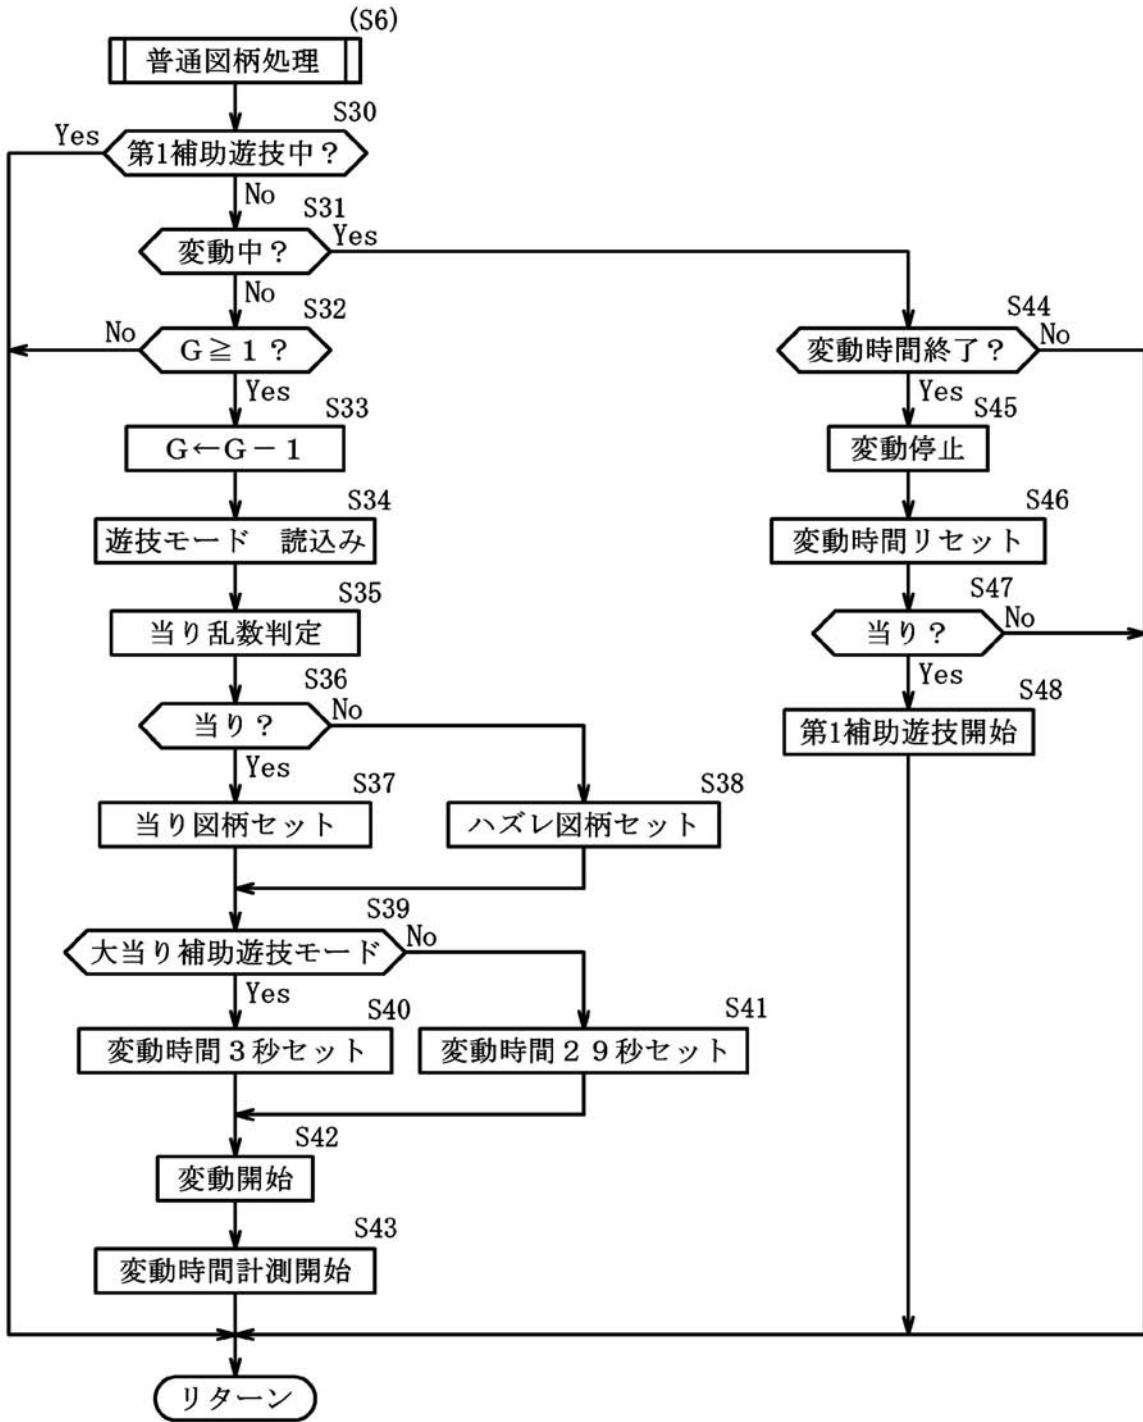 (S6)
普通図柄処理
S30
Yes
第1補助遊技中？
No
S31
変動中？
Yes
No
S32
No
G≧1？
Yes
S33
G←G－1
S34
遊技モード　読込み
S35
当り乱数判定
S36
当り？
No
Yes
S37
当り図柄セット
S38
ハズレ図柄セット
S39
大当り補助遊技モード
No
Yes
S40
変動時間３秒セット
S41
変動時間２９秒セット
S42
変動開始
S43
変動時間計測開始
S44
変動時間終了？
No
Yes
S45
変動停止
S46
変動時間リセット
S47
当り？
No
Yes
S48
第1補助遊技開始
リターン